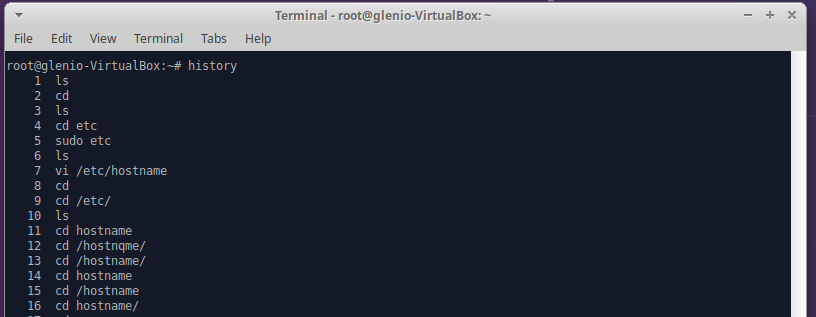 Terminal - root@glenio-VirtualBox: ~
File Edit View Terminal Tabs Help
root@glenio-VirtualBox:~# history
1 ls
2 cd
3 ls
4 cd etc
5 sudo etc
6 ls
7 vi /etc/hostname
8 cd
9 cd /etc/
10 ls
11 cd hostname
12 cd /hostnqme/
13 cd /hostname/
14 cd hostname
15 cd /hostname
16 cd hostname/